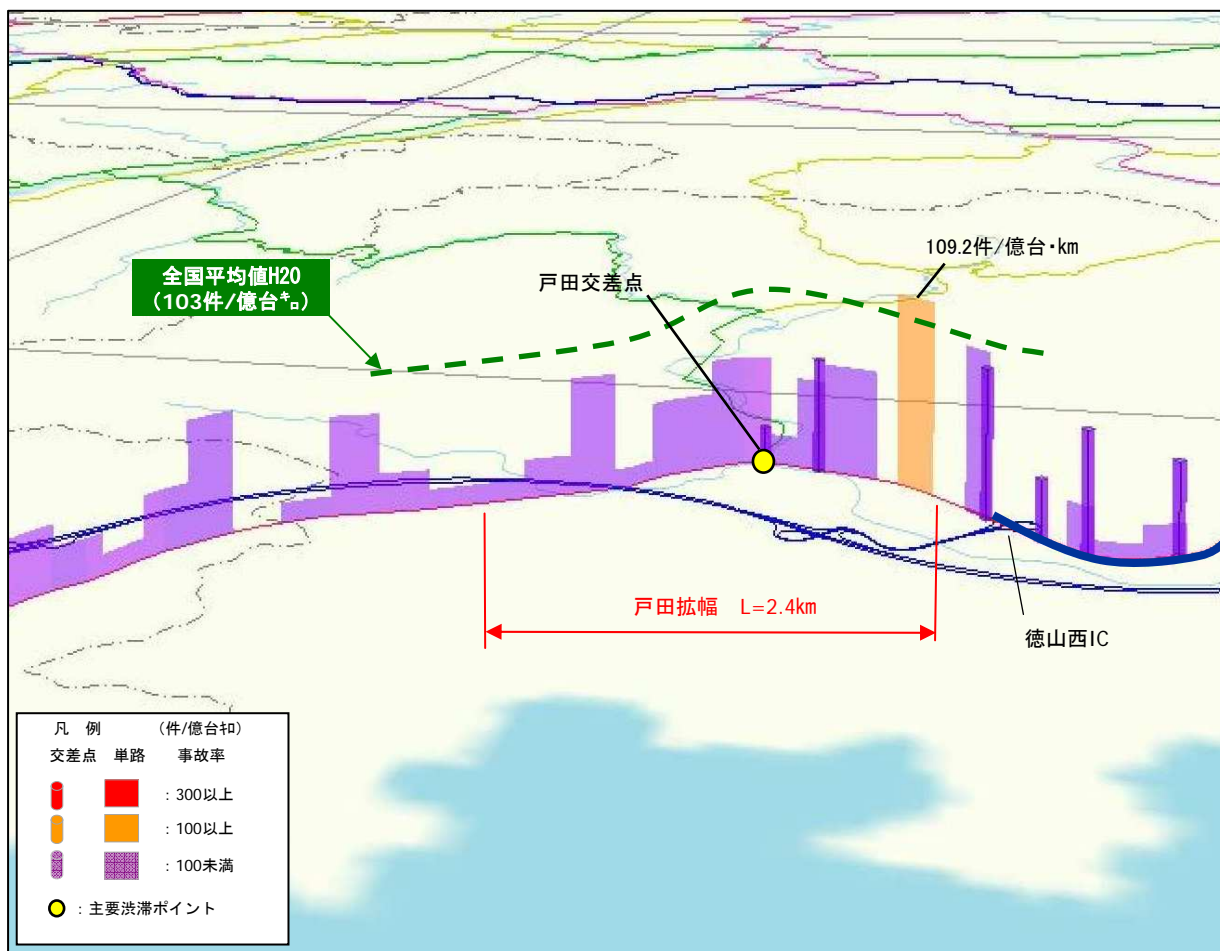 109.2件/億台・km
全国平均値H20
（103件/億台㌔）
戸田交差点
戸田拡幅　L=2.4km
徳山西IC
凡　例　（件/億台ｷﾛ）
交差点　単路　事故率
：300以上
：100以上
：100未満
：主要渋滞ポイント